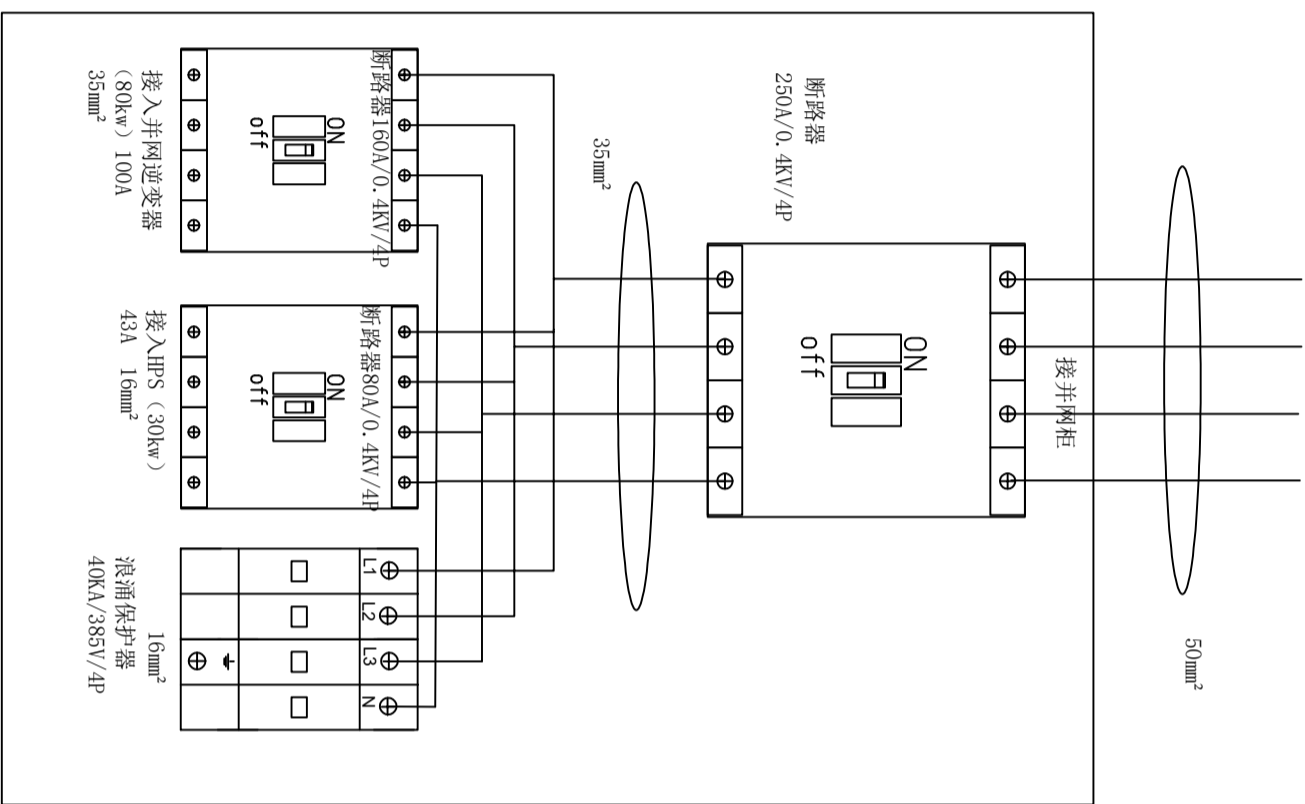 50mm²
接并网柜
断路器
250A/0.4KV/4P
ON
off
35mm²
断路器160A/0.4KV/4P
ON
off
接入并网逆变器
(80kw) 100A
35mm²
断路器80A/0.4KV/4P
ON
off
接入HPS（30kw）
43A 16mm²
L1
L2
L3
N
16mm²
浪涌保护器
40KA/385V/4P